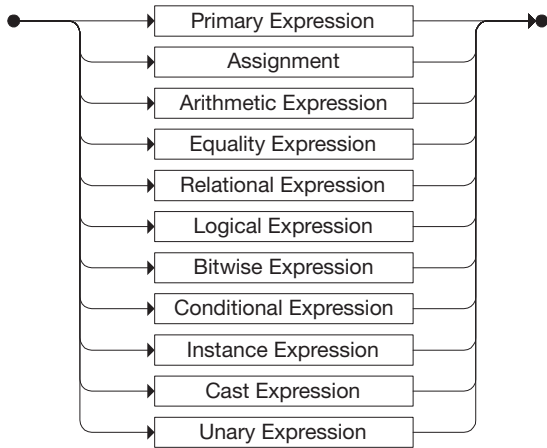 Primary Expression
Assignment
Arithmetic Expression
Equality Expression
Relational Expression
Logical Expression
Bitwise Expression
Conditional Expression
Instance Expression
Cast Expression
Unary Expression